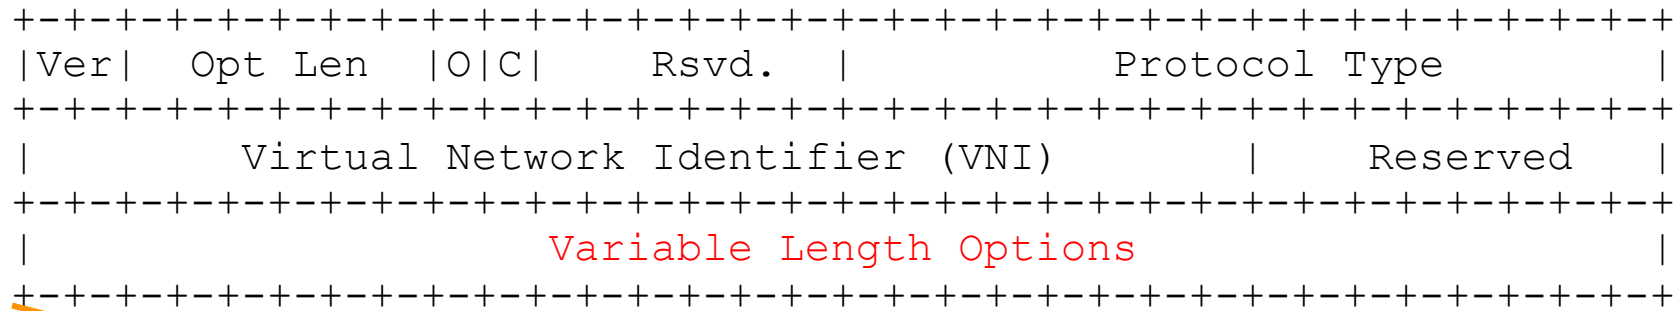 +-+-+-+-+-+-+-+-+-+-+-+-+-+-+-+-+-+-+-+-+-+-+-+-+-+-+-+-+-+-+-+-+
|Ver|  Opt Len  |O|C|    Rsvd.  |          Protocol Type        |
+-+-+-+-+-+-+-+-+-+-+-+-+-+-+-+-+-+-+-+-+-+-+-+-+-+-+-+-+-+-+-+-+
|        Virtual Network Identifier (VNI)       |    Reserved   |
+-+-+-+-+-+-+-+-+-+-+-+-+-+-+-+-+-+-+-+-+-+-+-+-+-+-+-+-+-+-+-+-+
|                    Variable Length Options                    |
+-+-+-+-+-+-+-+-+-+-+-+-+-+-+-+-+-+-+-+-+-+-+-+-+-+-+-+-+-+-+-+-+